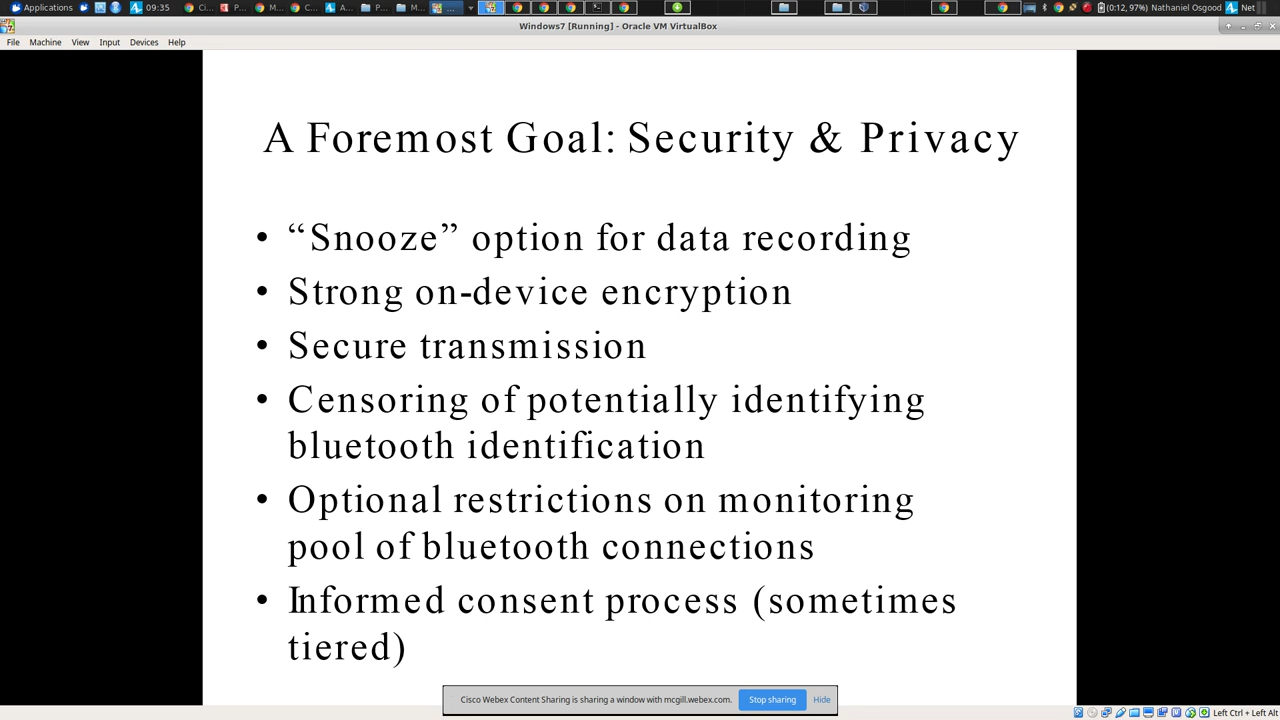 Applications
09:35
Ci...
P...
M...
C...
A...
P...
M...
...
(0:12, 97%) Nathaniel Osgood
Net
Windows7 [Running] - Oracle VM VirtualBox
File Machine View Input Devices Help
A Foremost Goal: Security & Privacy
• “Snooze” option for data recording
• Strong on-device encryption
• Secure transmission
• Censoring of potentially identifying
bluetooth identification
• Optional restrictions on monitoring
pool of bluetooth connections
• Informed consent process (sometimes
tiered)
Cisco Webex Content Sharing is sharing a window with mcgill.webex.com. Stop sharing Hide
Left Ctrl + Left Alt